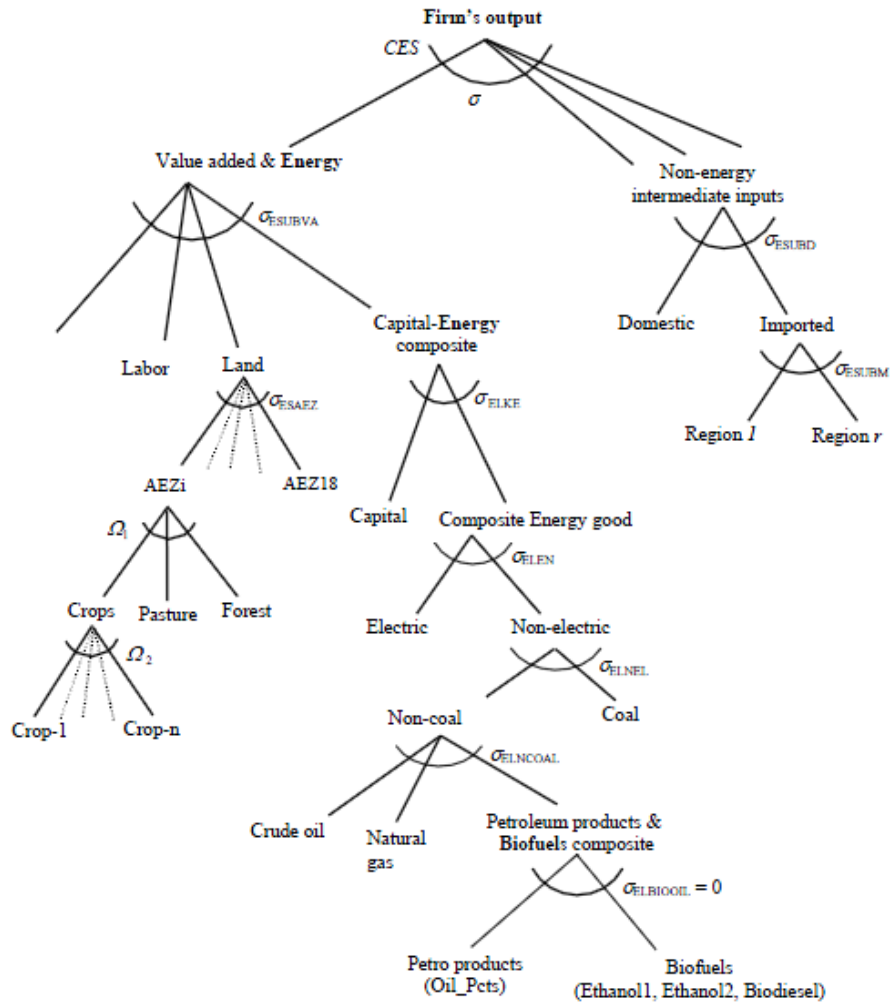 Firm's output
CES
σ
Value added & Energy
Non-energy
intermediate inputs
σESUBVA
σESUBD
Capital-Energy
composite
Domestic
Imported
Labor
Land
σESUBM
σESAEZ
σELKE
Region 1
Region r
AEZi
AEZ18
Capital
Composite Energy good
Ω1
σELEN
Crops
Pasture
Forest
Electric
Non-electric
Ω2
σELNEL
Crop-1
Crop-n
Non-coal
Coal
σELNCOAL
Crude oil
Natural
gas
Petroleum products &
Biofuels composite
σELBIOOIL = 0
Petro products
(Oil_Pcts)
Biofuels
(Ethanol1, Ethanol2, Biodiesel)